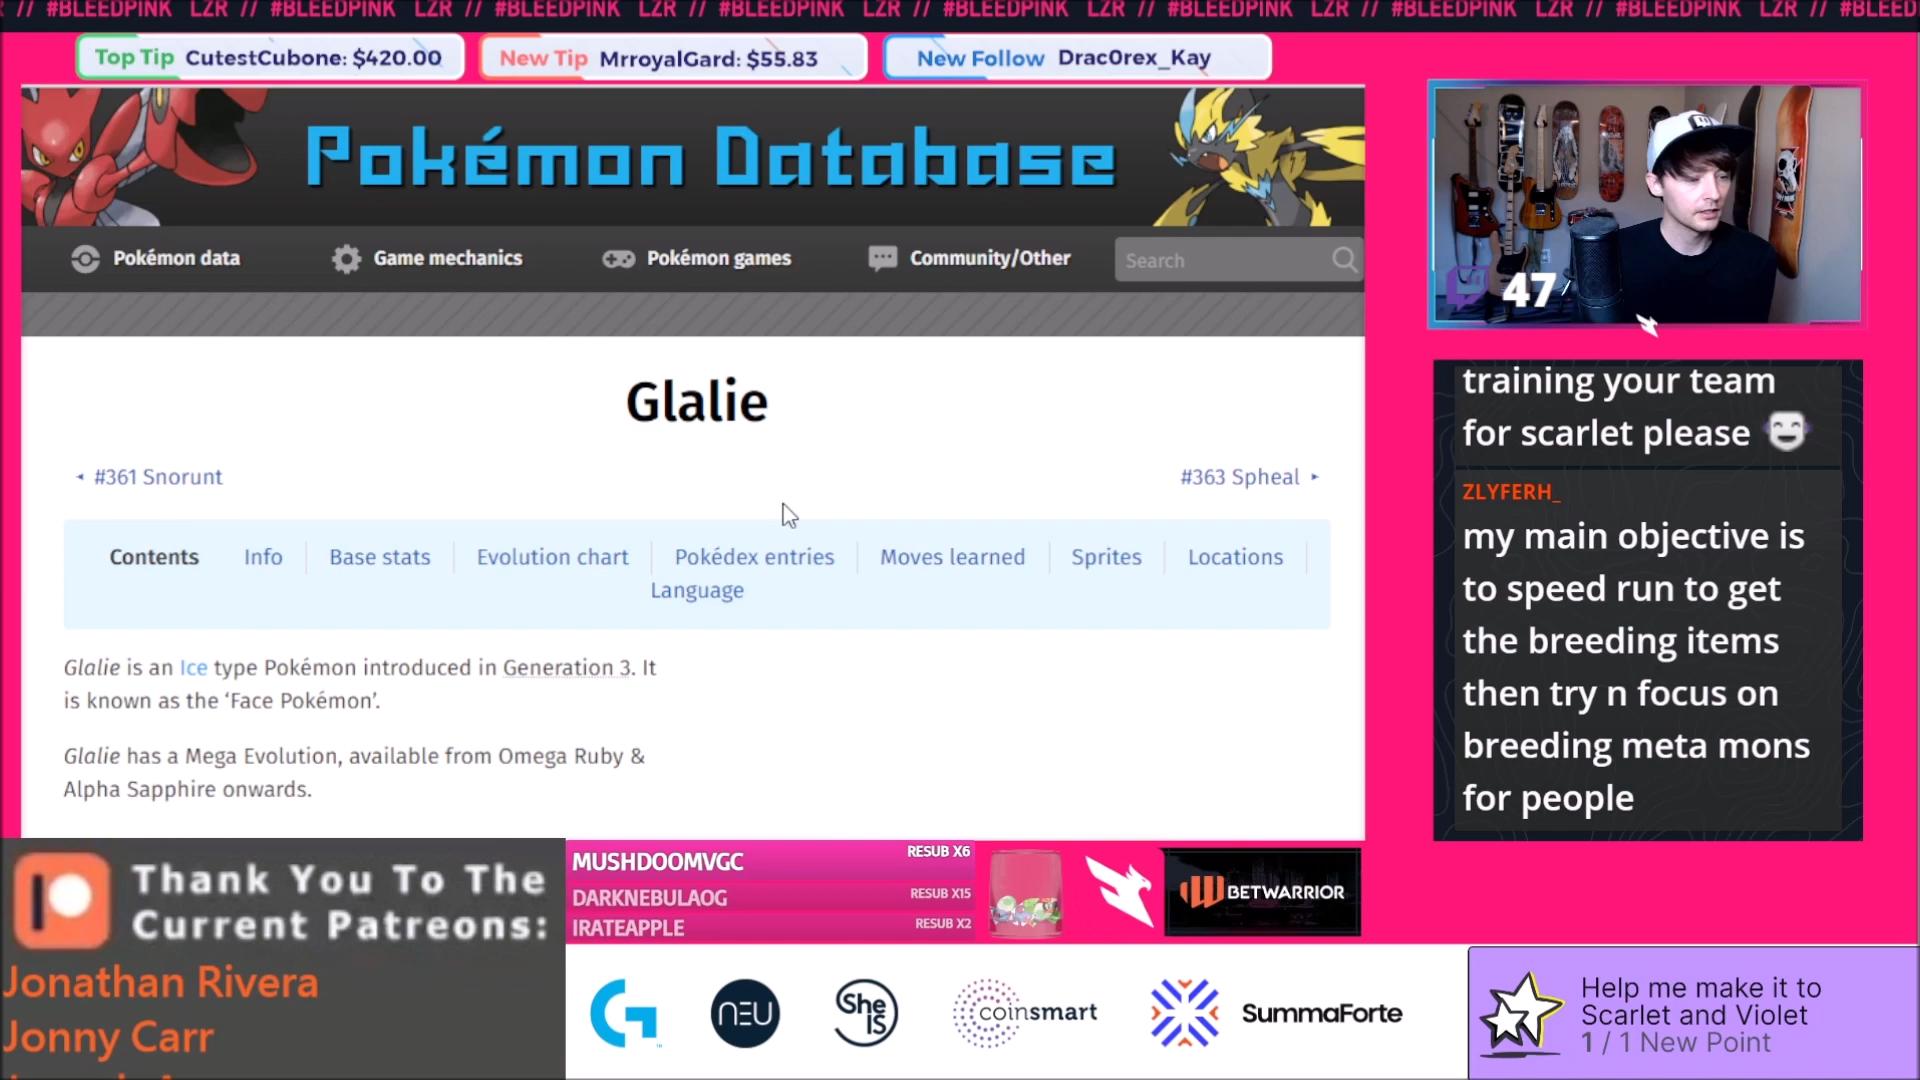 // #BLEEDPINK LZR // #BLEEDPINK LZR // #BLEEDPINK LZR // #BLEEDPINK LZR // #BLEEDPINK LZR // #BLEEDPINK LZR // #BLEEDPINK LZR // #BLEEDPINK LZR // #BLEED
Top Tip CutestCubone: $420.00 New Tip MrroyalGard: $55.83 New Follow Drac0rex_Kay
Pokémon Database
Pokémon data Game mechanics Pokémon games Community/Other Search
Glalie
#361 Snorunt #363 Spheal
Contents Info Base stats Evolution chart Pokédex entries Moves learned Sprites Locations
Language
Glalie is an Ice type Pokémon introduced in Generation 3. It
is known as the ‘Face Pokémon’.
Glalie has a Mega Evolution, available from Omega Ruby &
Alpha Sapphire onwards.
47 /
training your team
for scarlet please
ZLYFERH_
my main objective is
to speed run to get
the breeding items
then try n focus on
breeding meta mons
for people
Thank You To The
Current Patreons:
Jonathan Rivera
Jonny Carr
MUSHDOOMVGC RESUB X6
DARKNEBULAOG RESUB X15
IRATEAPPLE RESUB X2
BETWARRIOR
NEU
She IS
coinsmart
SummaForte
Help me make it to
Scarlet and Violet
1 / 1 New Point